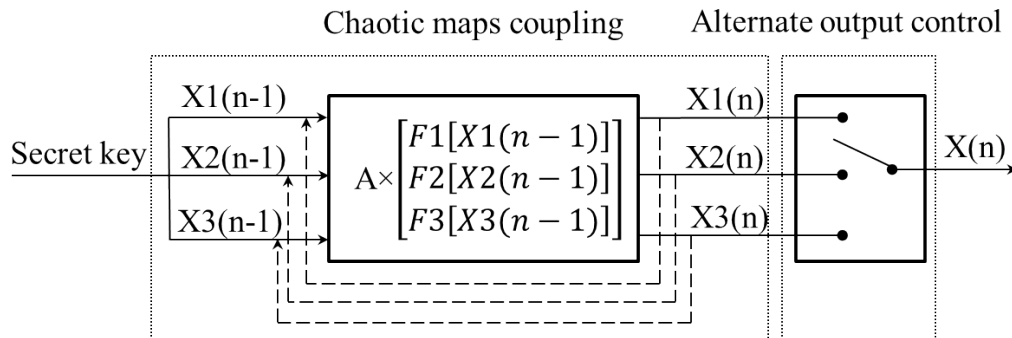 Chaotic maps coupling
Alternate output control
X1(n-1)
X1(n)
Secret key
X2(n-1)
A×
F1[X1(n − 1)]
F2[X2(n − 1)]
F3[X3(n − 1)]
X2(n)
X(n)
X3(n-1)
X3(n)